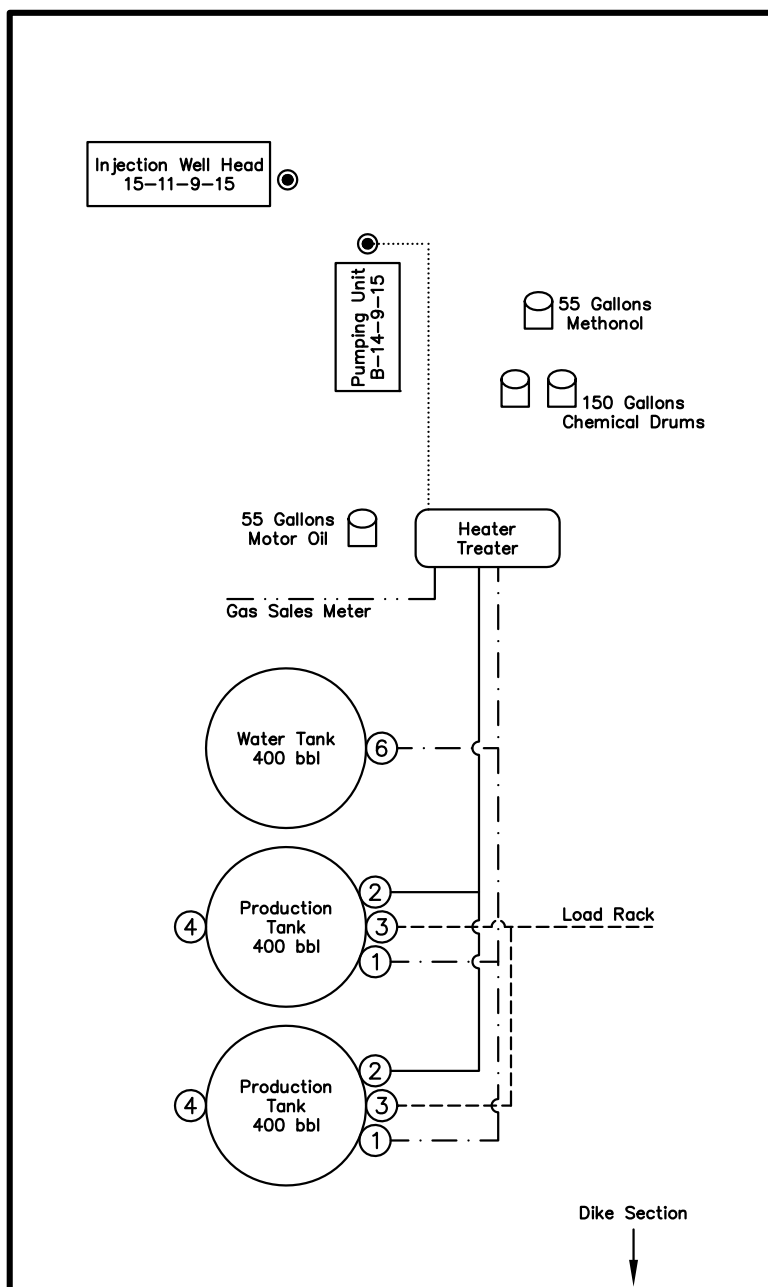 Injection Well Head
15-11-9-15
Pumping Unit
B-14-9-15
55 Gallons
Methonol
150 Gallons
Chemical Drums
55 Gallons
Motor Oil
Heater
Treater
Gas Sales Meter
Water Tank
400 bbl
6
2
Production
Tank
400 bbl
4
3
Load Rack
1
2
Production
Tank
400 bbl
4
3
1
Dike Section